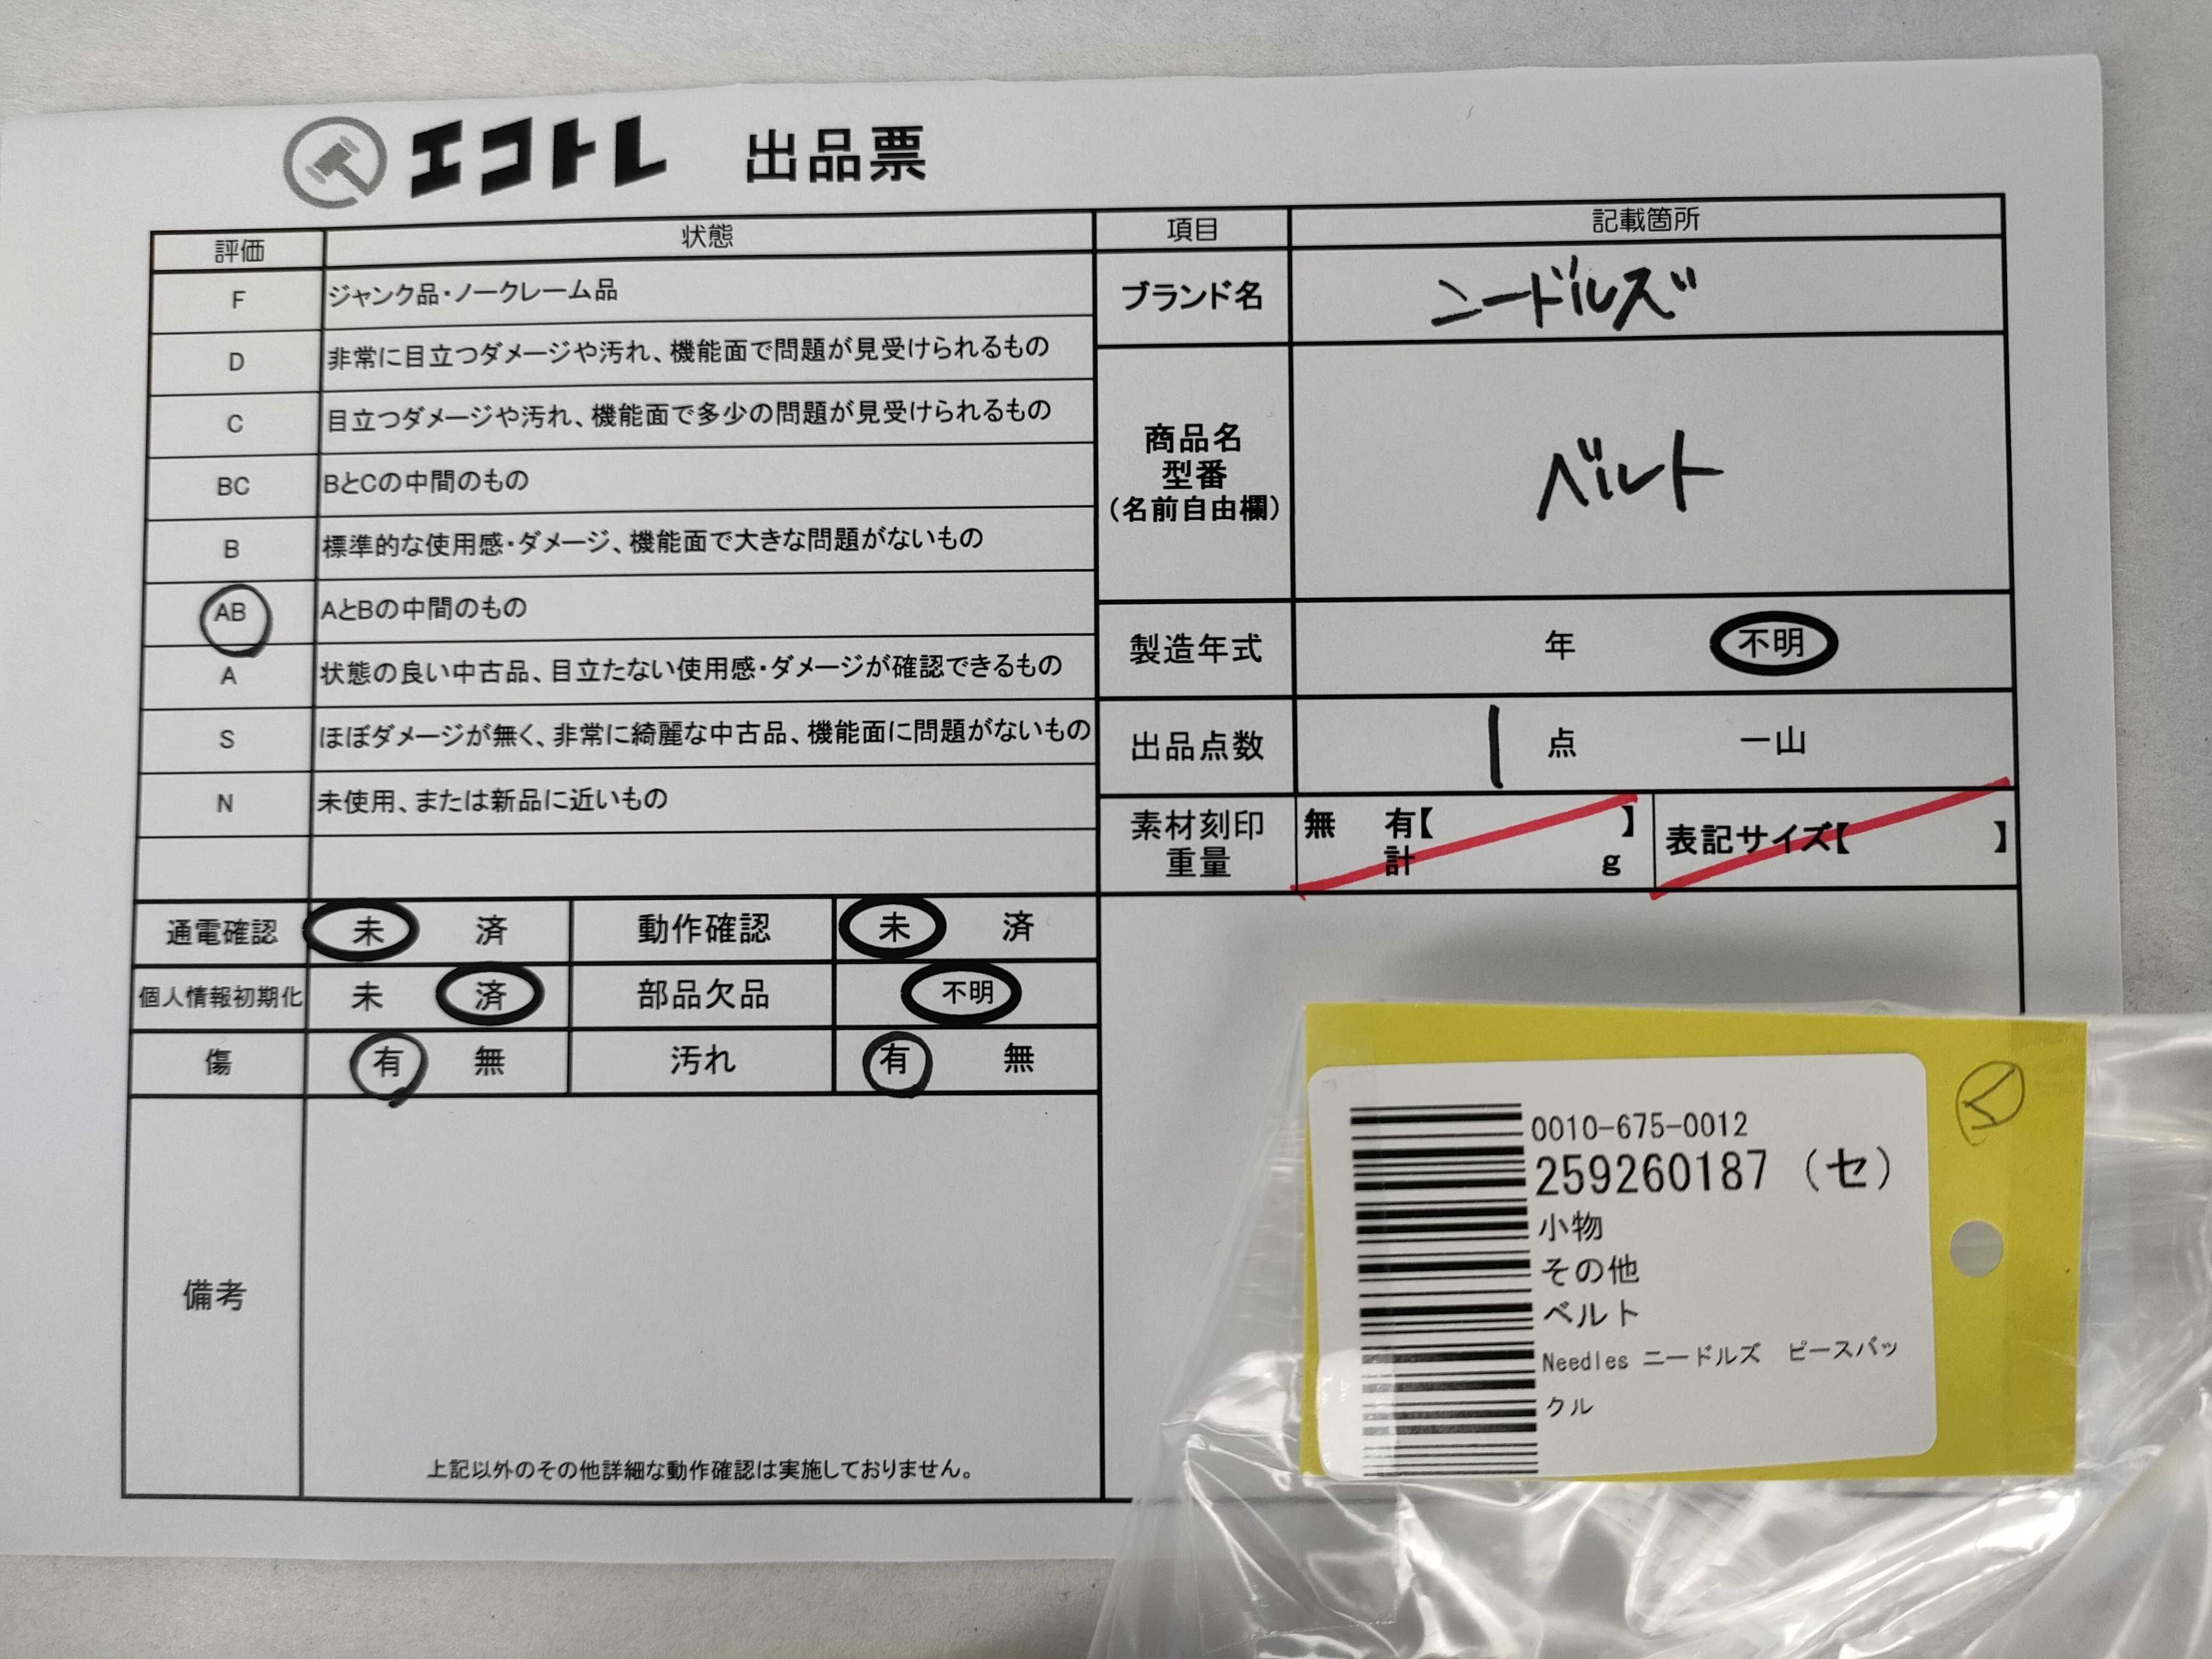 エコトレ 出品票
評価 状態
F ジャンク品・ノークレーム品
D 非常に目立つダメージや汚れ、機能面で問題が見受けられるもの
C 目立つダメージや汚れ、機能面で多少の問題が見受けられるもの
BC BとCの中間のもの
B 標準的な使用感・ダメージ、機能面で大きな問題がないもの
AB AとBの中間のもの
A 状態の良い中古品、目立たない使用感・ダメージが確認できるもの
S ほぼダメージが無く、非常に綺麗な中古品、機能面に問題がないもの
N 未使用、または新品に近いもの
項目 記載箇所
ブランド名 ニードルズ
商品名
型番
(名前自由欄)
ベルト
製造年式 年 不明
出品点数 1 点 一山
素材刻印 無 有【 】
重量 計 g
表記サイズ【 】
通電確認 未 済 動作確認 未 済
個人情報初期化 未 済 部品欠品 不明
傷 有 無 汚れ 有 無
備考
上記以外のその他詳細な動作確認は実施しておりません。
0010-675-0012
259260187 (セ)
小物
その他
ベルト
Needles ニードルズ ピースバッ
クル